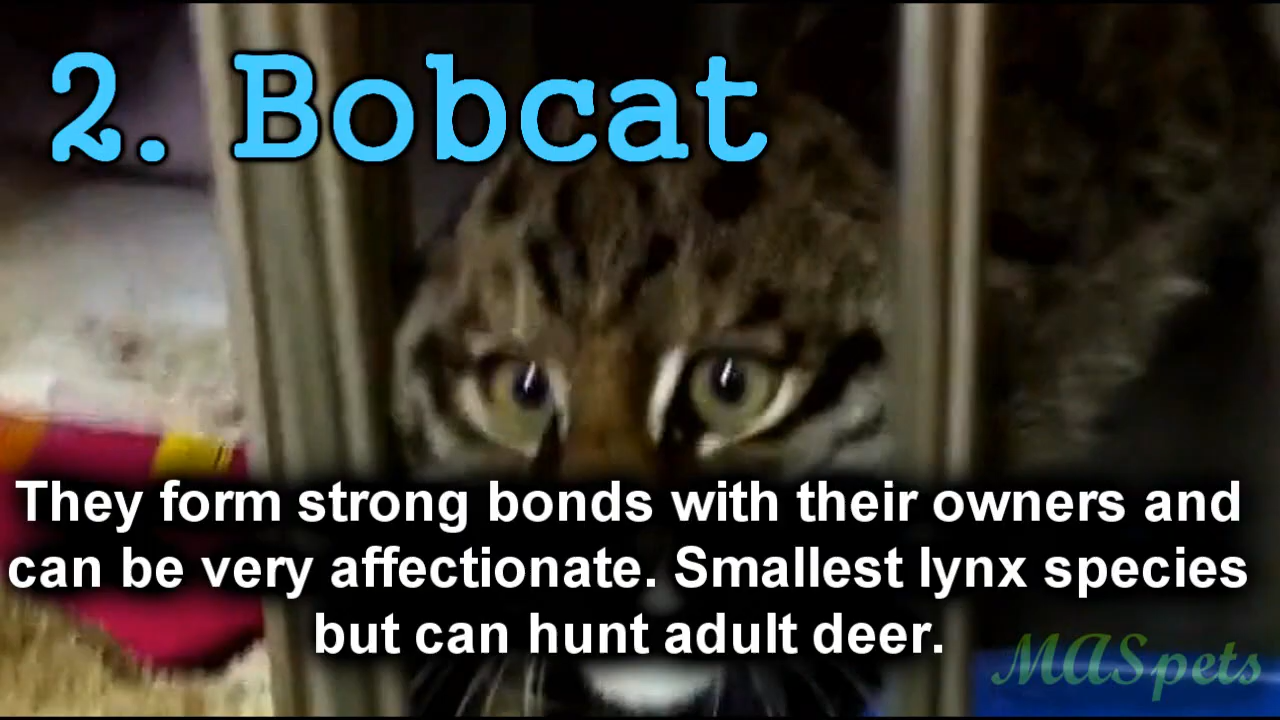 2. Bobcat
They form strong bonds with their owners and
can be very affectionate. Smallest lynx species
but can hunt adult deer.
MASpets